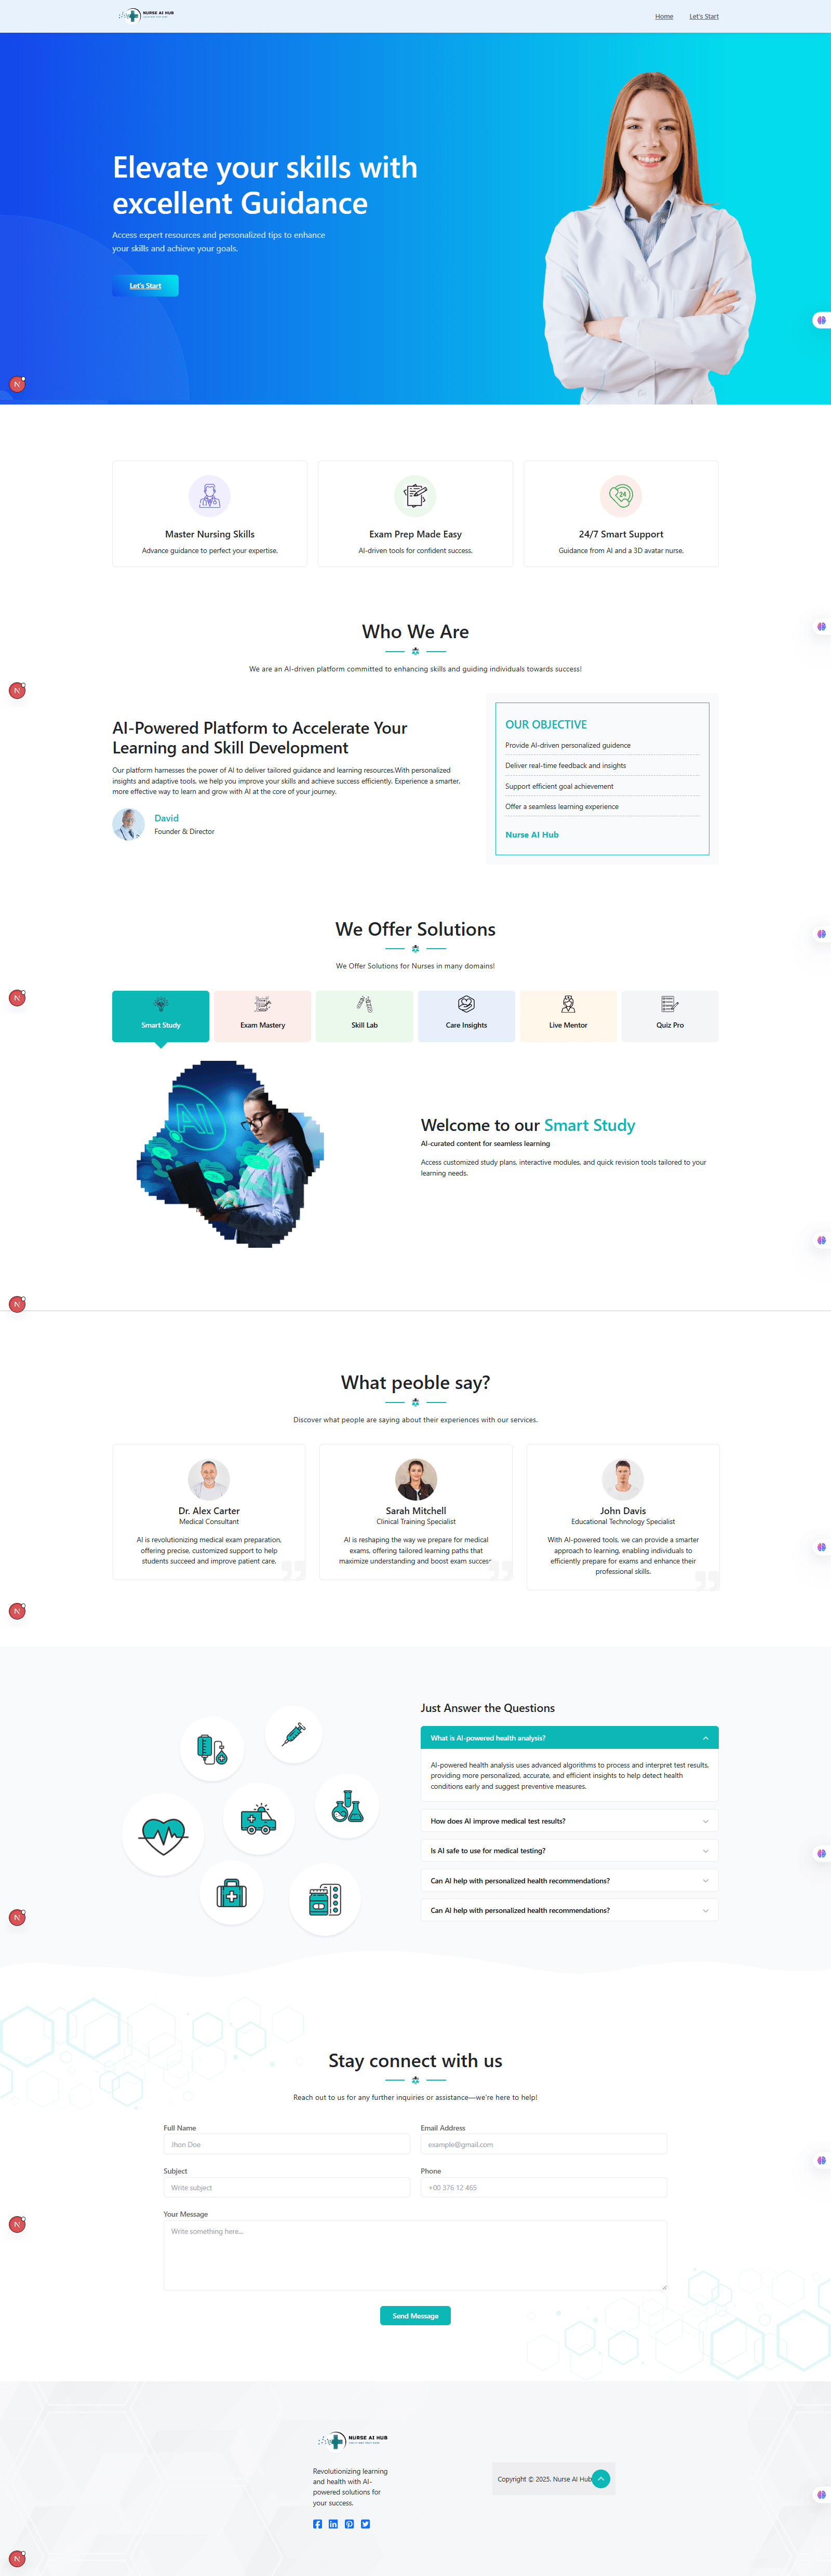 NURSE AI HUB
Home
Let's Start
Elevate your skills with
excellent Guidance
Access expert resources and personalized tips to enhance
your skills and achieve your goals.
Let's Start
Master Nursing Skills
Advance guidance to perfect your expertise.
Exam Prep Made Easy
AI-driven tools for confident success.
24
24/7 Smart Support
Guidance from AI and a 3D avatar nurse.
Who We Are
We are an AI-driven platform committed to enhancing skills and guiding individuals towards success!
AI-Powered Platform to Accelerate Your
Learning and Skill Development
Our platform harnesses the power of AI to deliver tailored guidance and learning resources.With personalized
insights and adaptive tools, we help you improve your skills and achieve success efficiently. Experience a smarter,
more effective way to learn and grow with AI at the core of your journey.
David
Founder & Director
OUR OBJECTIVE
Provide AI-driven personalized guidence
Deliver real-time feedback and insights
Support efficient goal achievement
Offer a seamless learning experience
Nurse AI Hub
We Offer Solutions
We Offer Solutions for Nurses in many domains!
Smart Study
Exam Mastery
Skill Lab
Care Insights
Live Mentor
Quiz Pro
AI
Welcome to our Smart Study
AI-curated content for seamless learning
Access customized study plans, interactive modules, and quick revision tools tailored to your
learning needs.
What peoble say?
Discover what people are saying about their experiences with our services.
Dr. Alex Carter
Medical Consultant
AI is revolutionizing medical exam preparation,
offering precise, customized support to help
students succeed and improve patient care.
Sarah Mitchell
Clinical Training Specialist
AI is reshaping the way we prepare for medical
exams, offering tailored learning paths that
maximize understanding and boost exam success.
John Davis
Educational Technology Specialist
With AI-powered tools, we can provide a smarter
approach to learning, enabling individuals to
efficiently prepare for exams and enhance their
professional skills.
Just Answer the Questions
What is AI-powered health analysis?
AI-powered health analysis uses advanced algorithms to process and interpret test results,
providing more personalized, accurate, and efficient insights to help detect health
conditions early and suggest preventive measures.
How does AI improve medical test results?
Is AI safe to use for medical testing?
Can AI help with personalized health recommendations?
Can AI help with personalized health recommendations?
Stay connect with us
Reach out to us for any further inquiries or assistance—we're here to help!
Full Name
Email Address
Jhon Doe
example@gmail.com
Subject
Phone
Write subject
+00 376 12 465
Your Message
Write something here...
Send Message
NURSE AI HUB
Revolutionizing learning
and health with AI-
powered solutions for
your success.
Copyright © 2025. Nurse AI Hub